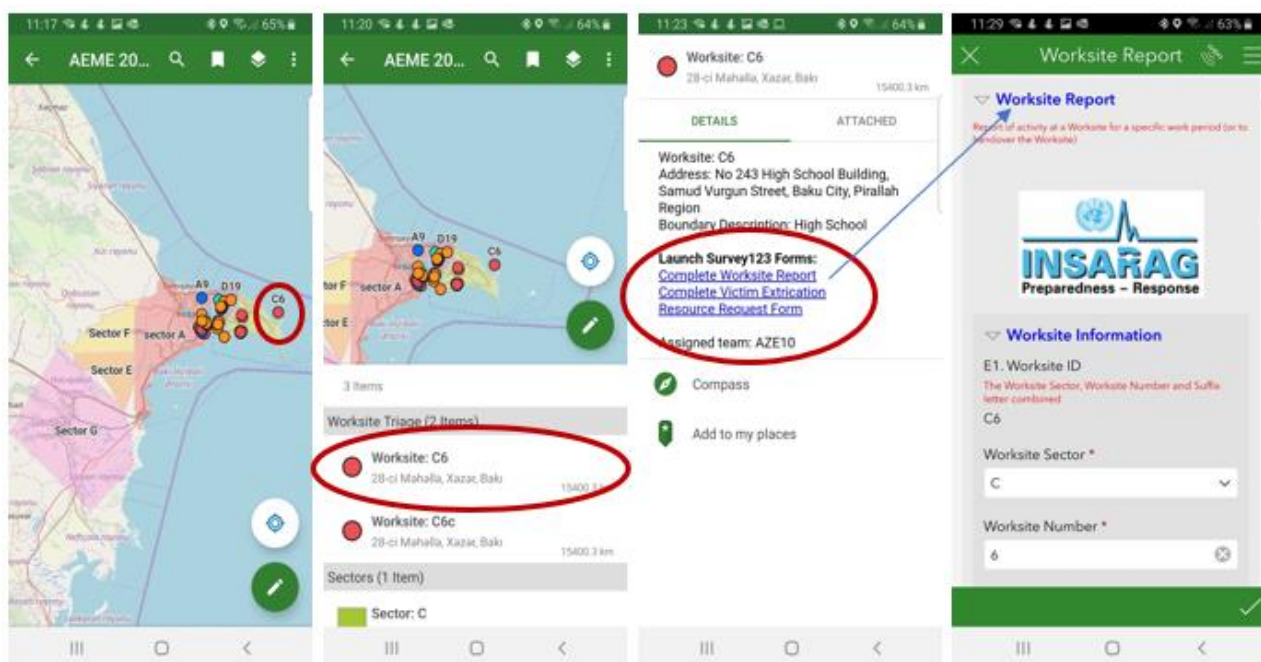 11:17
65%
AEME 20...
A9 D19
C6
Sector F
sector A
Sector E
Sector G
11:20
64%
AEME 20...
A9 D19
C6
sector A
3 Items
Worksite Triage (2 Items)
Worksite: C6
28-ci Mahalla, Xazar, Bakı
15400.3 km
Worksite: C6c
28-ci Mahalla, Xazar, Bakı
15400.3 km
Sectors (1 Item)
Sector: C
11:23
64%
Worksite: C6
28-ci Mahalla, Xazar, Bakı
15400.3 km
DETAILS
ATTACHED
Worksite: C6
Address: No 243 High School Building,
Samud Vurgun Street, Baku City, Pirallah
Region
Boundary Description: High School
Launch Survey123 Forms:
Complete Worksite Report
Complete Victim Extrication
Resource Request Form
Assigned team: AZE10
Compass
Add to my places
11:29
63%
Worksite Report
Worksite Report
Report of activity at a Worksite for a specific work period (or to
handover the Worksite)
INSARAG
Preparedness – Response
Worksite Information
E1. Worksite ID
The Worksite Sector, Worksite Number and Suffix
letter combined
C6
Worksite Sector *
C
Worksite Number *
6